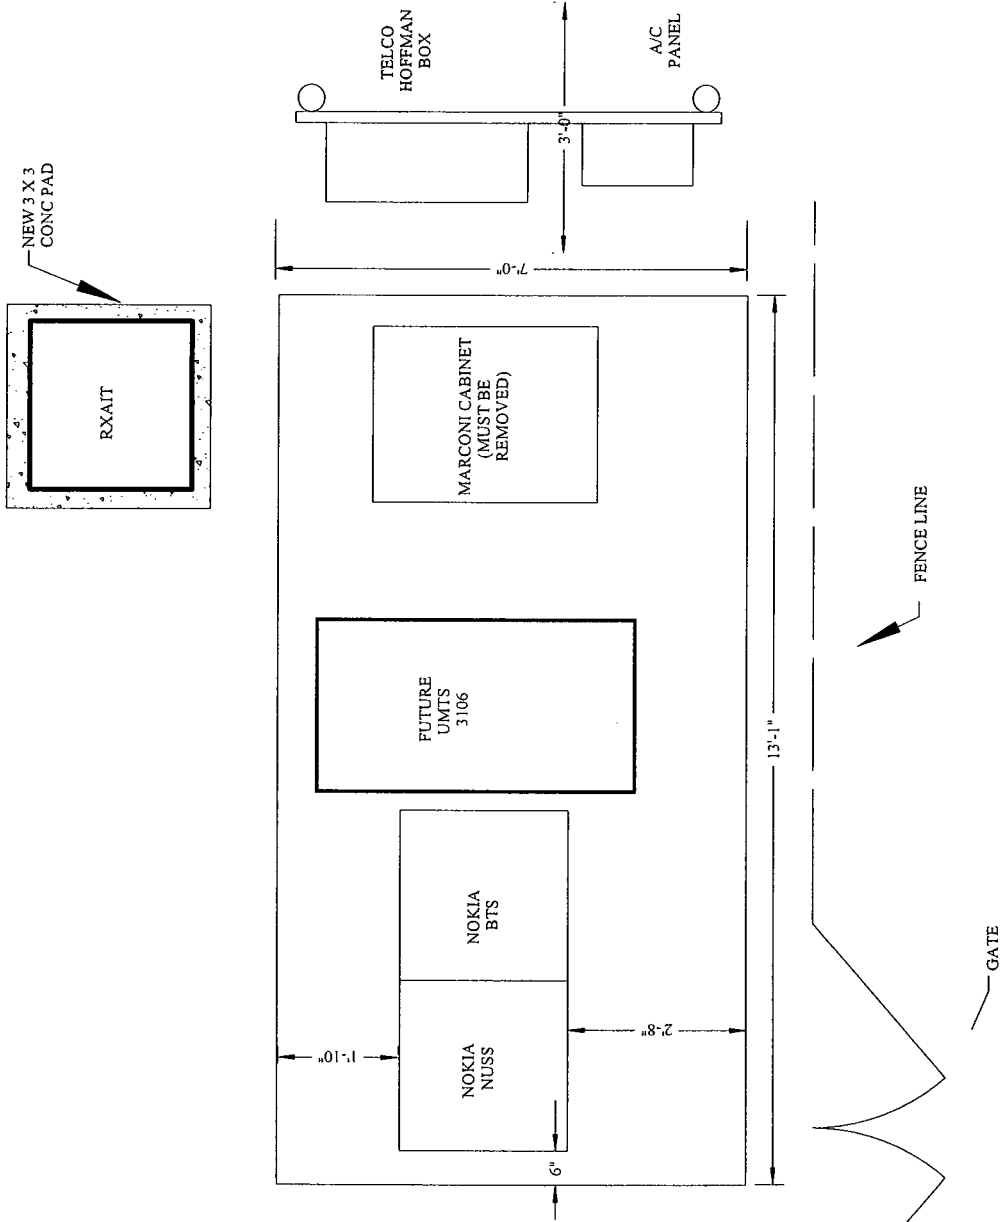 TELCO
HOFFMAN
BOX
A/C
PANEL
3'-0"
NEW 3 X 3
CONC PAD
RXAIT
7'-0"
MARCONI CABINET
(MUST BE
REMOVED)
FUTURE
UMTS
3106
NOKIA
BTS
NOKIA
NUSS
1'-10"
2'-8"
6"
13'-1"
FENCE LINE
GATE